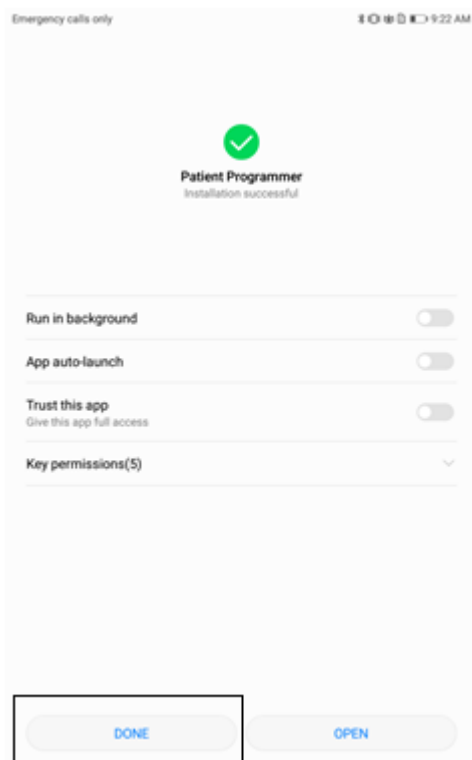 Emergency calls only
9:22 AM
Patient Programmer
Installation successful
Run in background
App auto-launch
Trust this app
Give this app full access
Key permissions(5)
DONE
OPEN